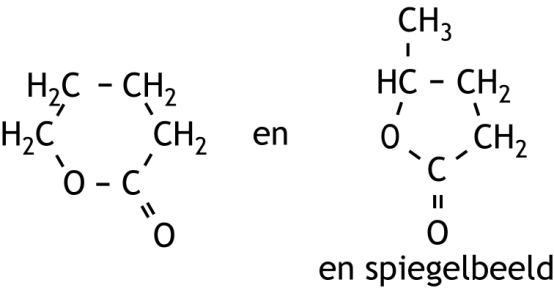 CH3
H2C – CH2
HC – CH2
H2C
CH2
en
O
CH2
O – C
C
O
O
en spiegelbeeld